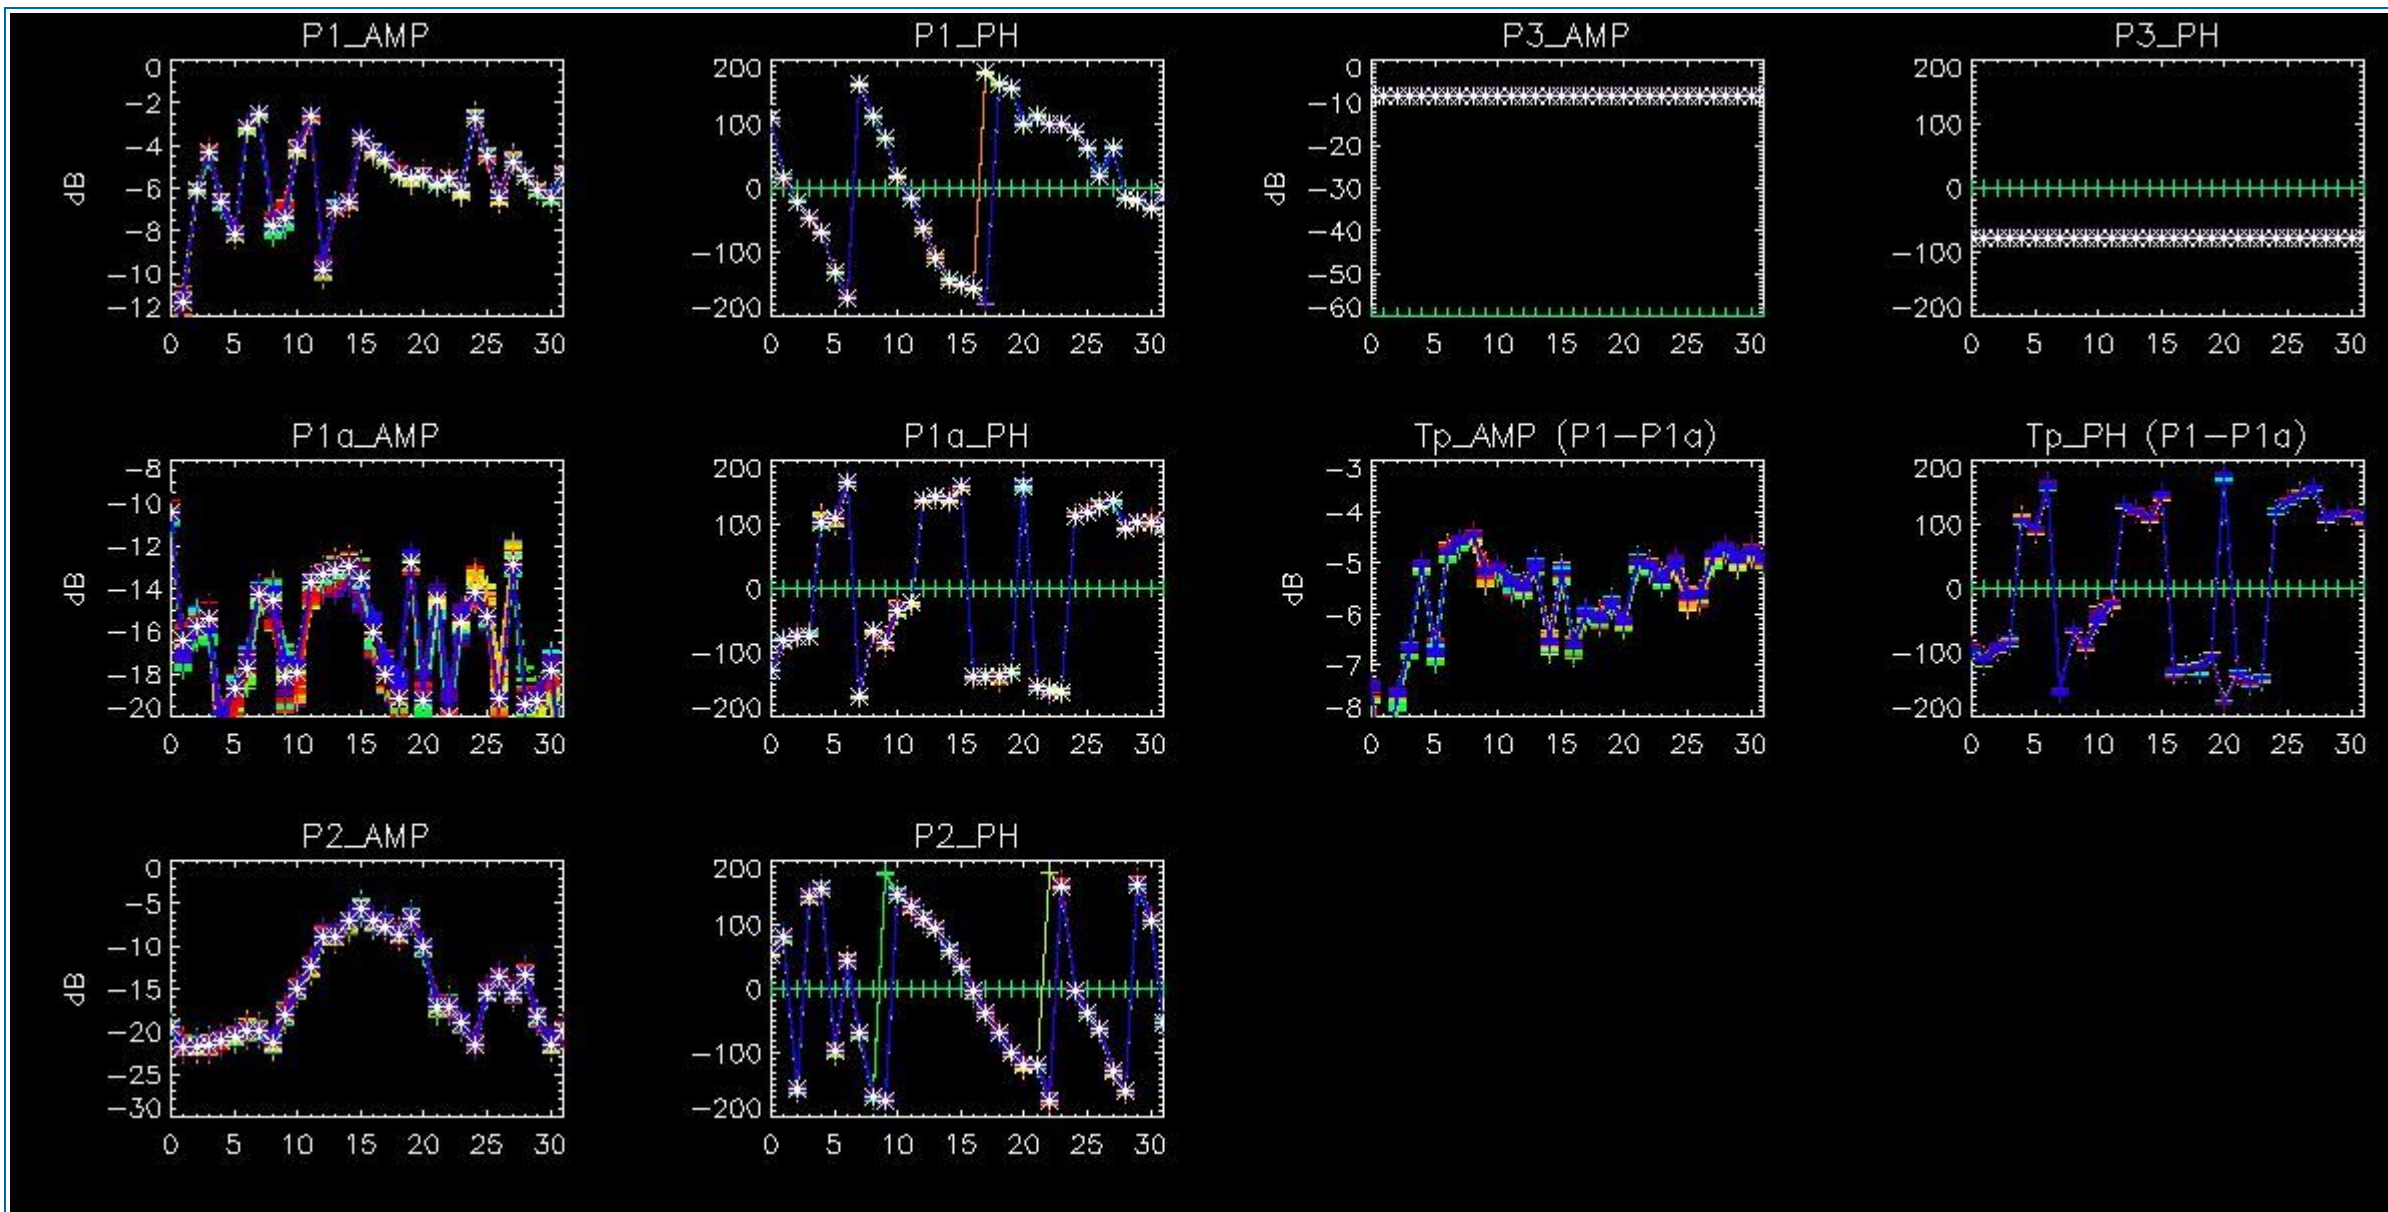 P1_AMP P1_PH P3_AMP P3_PH
0 200 0 200
-2 100 -10 100
-4 0 -20 0
-6 -100 -30 -100
-8 -200 -40 -200
-10 -50
-12 -60
dB dB
0 5 10 15 20 25 30 0 5 10 15 20 25 30 0 5 10 15 20 25 30 0 5 10 15 20 25 30
P1a_AMP P1a_PH Tp_AMP (P1-P1a) Tp_PH (P1-P1a)
-8 200 -3 200
-10 100 -4 100
-12 0 -5 0
-14 -100 -6 -100
-16 -200 -7 -200
-18 -8
-20
dB dB
0 5 10 15 20 25 30 0 5 10 15 20 25 30 0 5 10 15 20 25 30 0 5 10 15 20 25 30
P2_AMP P2_PH
0 200
-5 100
-10 0
-15 -100
-20 -200
-25
-30
dB
0 5 10 15 20 25 30 0 5 10 15 20 25 30